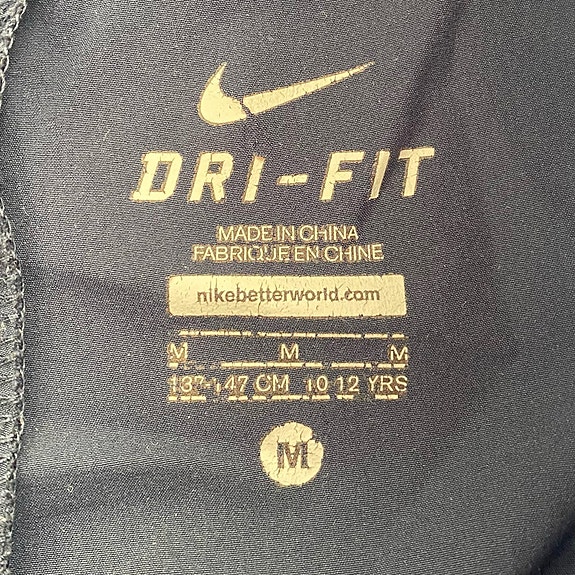 DRI-FIT
MADE IN CHINA
FABRIQUE EN CHINE
nikebetterworld.com
M M M
137-147 CM 10 12 YRS
M